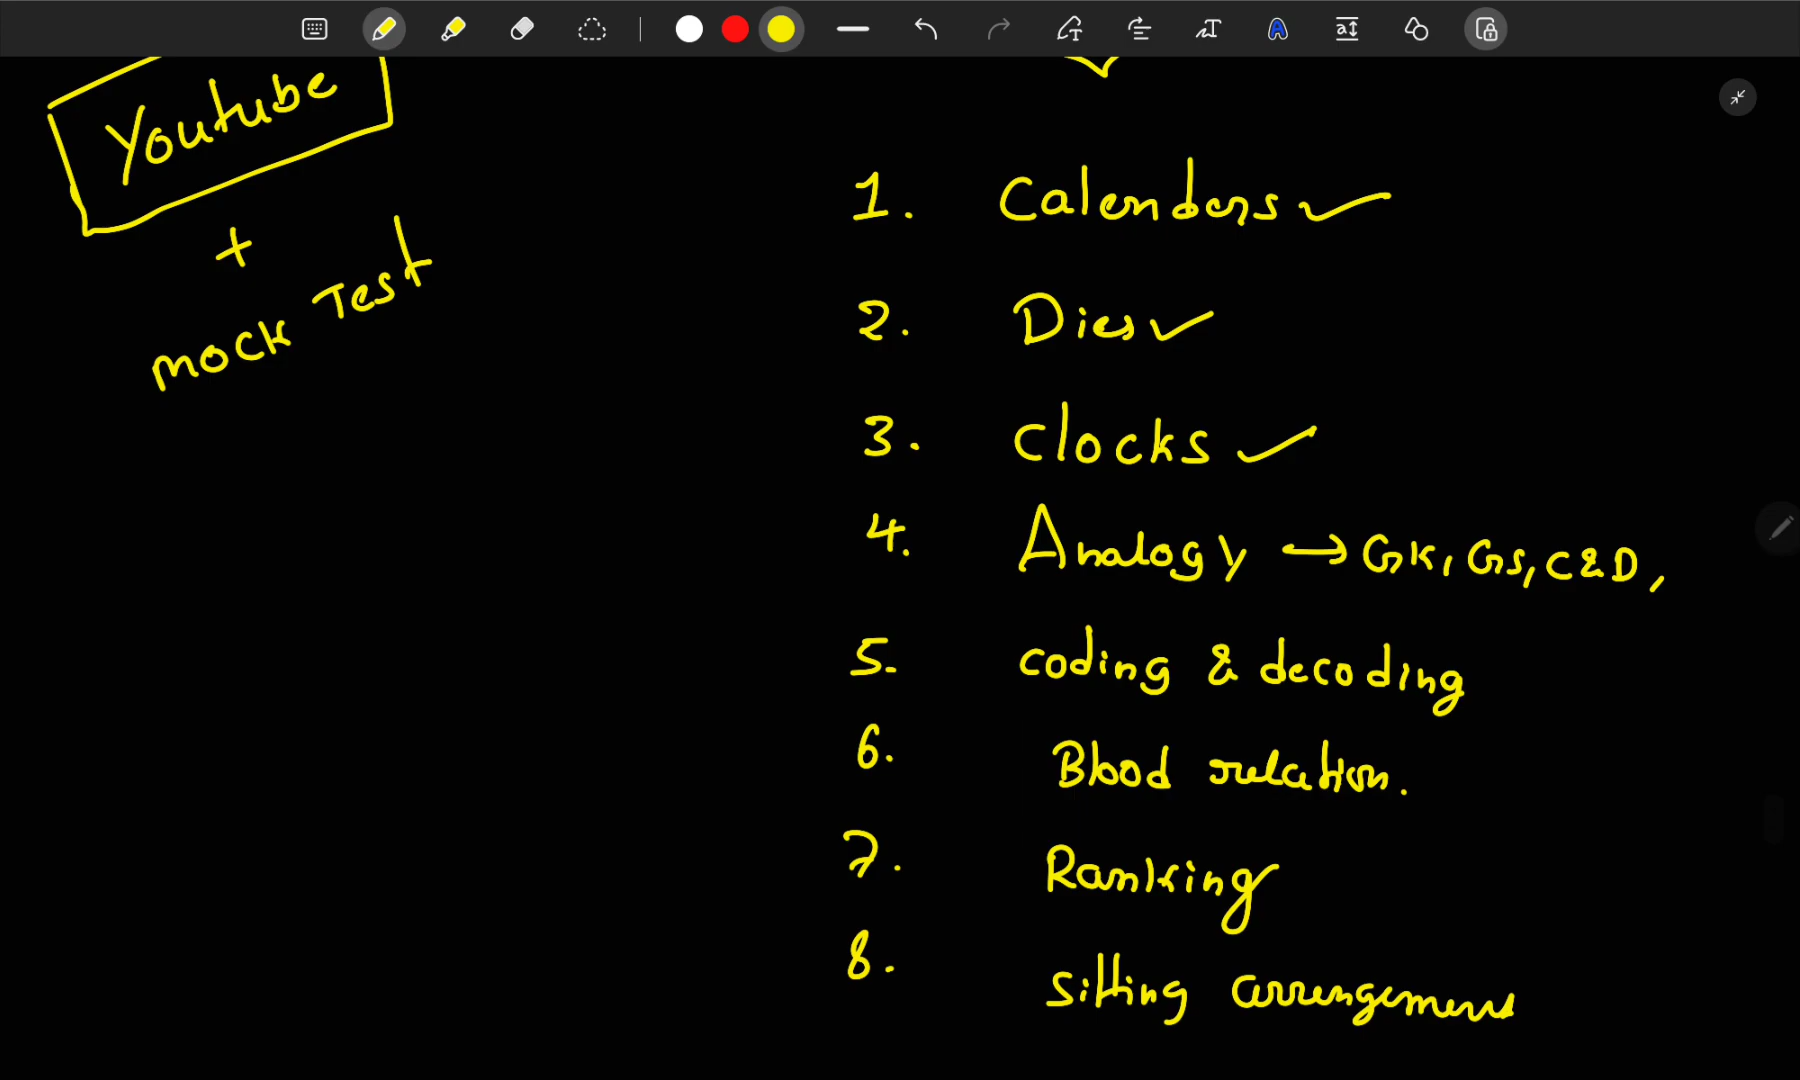 Youtube
+
mock Test
1. Calenders ✓
2. Dies ✓
3. Clocks ✓
4. Analogy → GK, GS, C&D,
5. coding & decoding
6. Blood relation.
7. Ranking
8. sitting arrangement